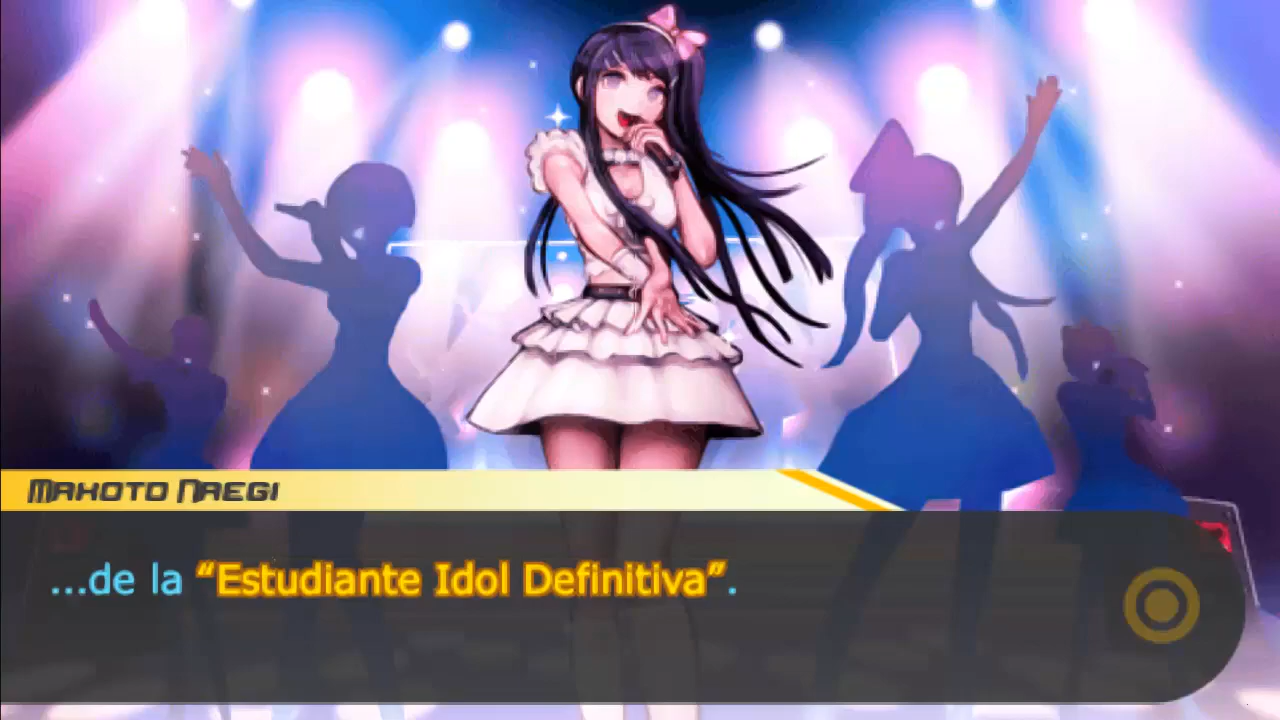 Makoto Naegi
...de la “Estudiante Idol Definitiva”.